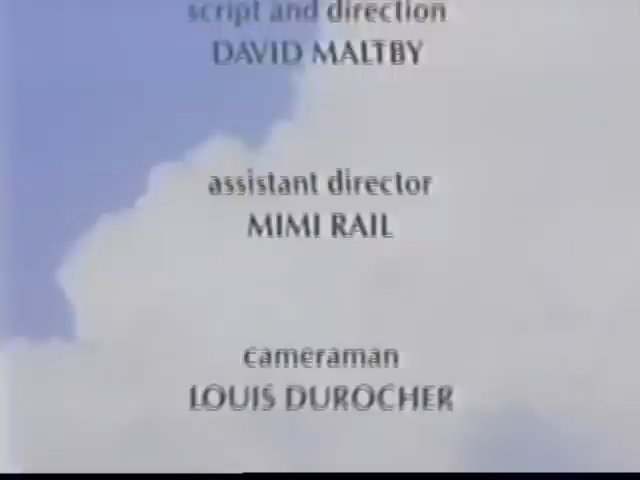 script and direction
DAVID MALTBY
assistant director
MIMI RAIL
cameraman
LOUIS DUROCHER